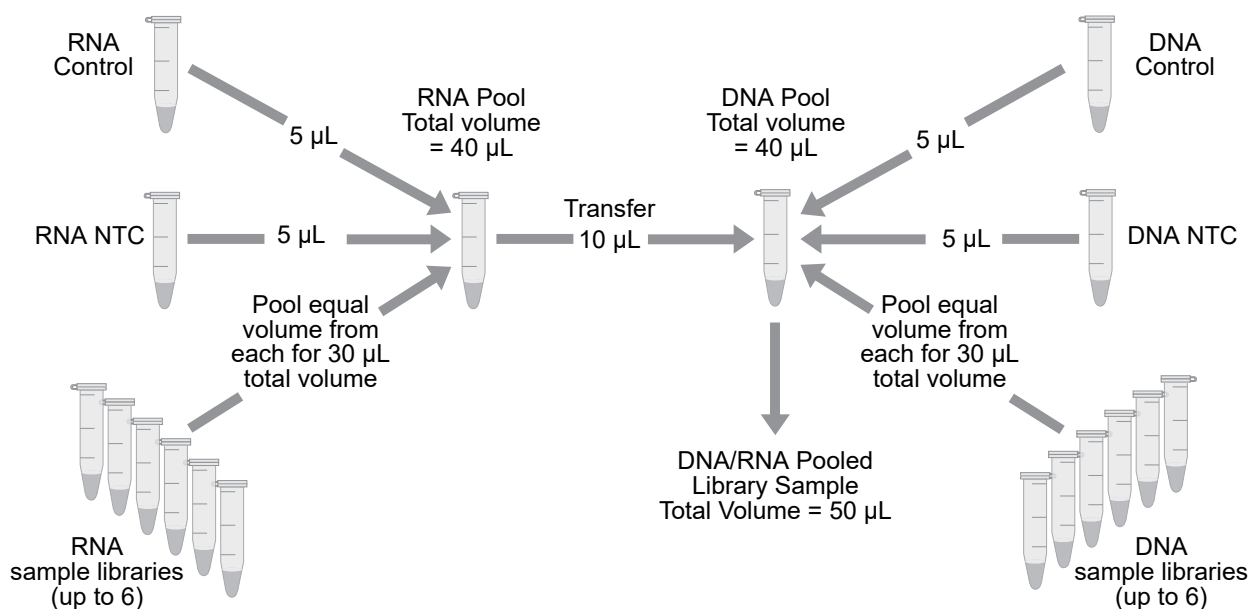 RNA
Control
5 µL
RNA Pool
Total volume
= 40 µL
DNA Pool
Total volume
= 40 µL
DNA
Control
5 µL
RNA NTC
5 µL
Transfer
10 µL
5 µL
DNA NTC
Pool equal
volume from
each for 30 µL
total volume
Pool equal
volume from
each for 30 µL
total volume
DNA/RNA Pooled
Library Sample
Total Volume = 50 µL
RNA
sample libraries
(up to 6)
DNA
sample libraries
(up to 6)